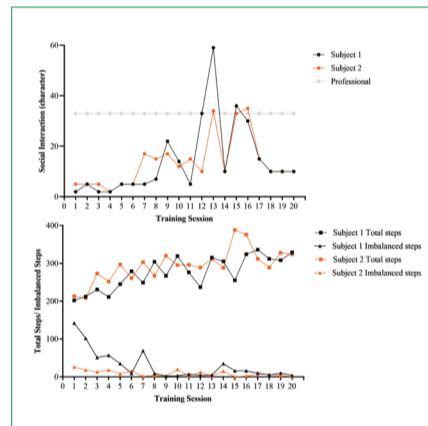 60
40
20
0
Social Interaction (character)
0 1 2 3 4 5 6 7 8 9 10 11 12 13 14 15 16 17 18 19 20
Training Session
Subject 1
Subject 2
Professional
400
300
200
100
0
Total Steps/ Imbalanced Steps
0 1 2 3 4 5 6 7 8 9 10 11 12 13 14 15 16 17 18 19 20
Training Session
Subject 1 Total steps
Subject 1 Imbalanced steps
Subject 2 Total steps
Subject 2 Imbalanced steps